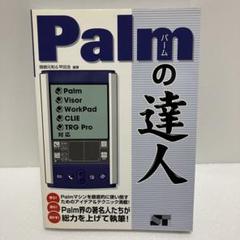 Palm
パーム
の達人
Palm
Visor
WorkPad
CLIE
TRG Pro
対応
Palmマシンを徹底的に使い倒す
ためのアイデア&テクニック満載!
Palm界の著名人たちが
総力を上げて執筆!